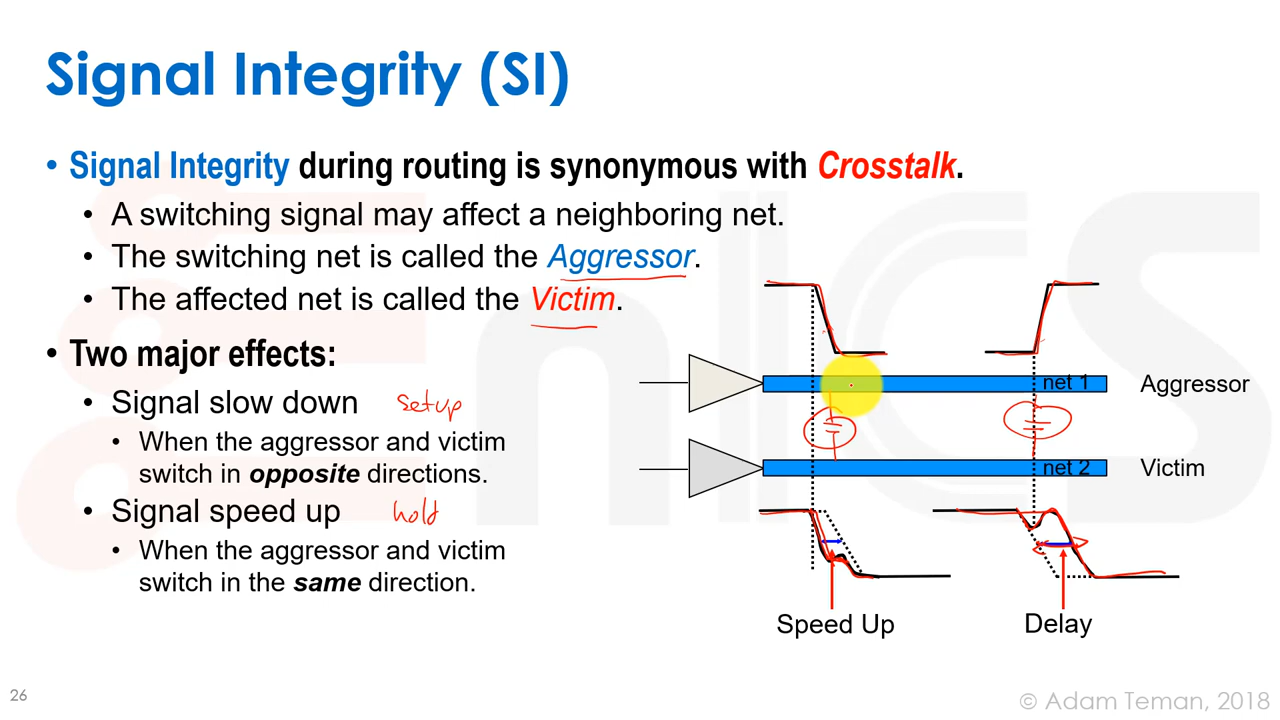 Signal Integrity (SI)
• Signal Integrity during routing is synonymous with Crosstalk.
• A switching signal may affect a neighboring net.
• The switching net is called the Aggressor.
• The affected net is called the Victim.
• Two major effects:
• Signal slow down setup
• When the aggressor and victim
switch in opposite directions.
• Signal speed up hold
• When the aggressor and victim
switch in the same direction.
net 1 Aggressor
net 2 Victim
Speed Up Delay
26
© Adam Teman, 2018
EnICS